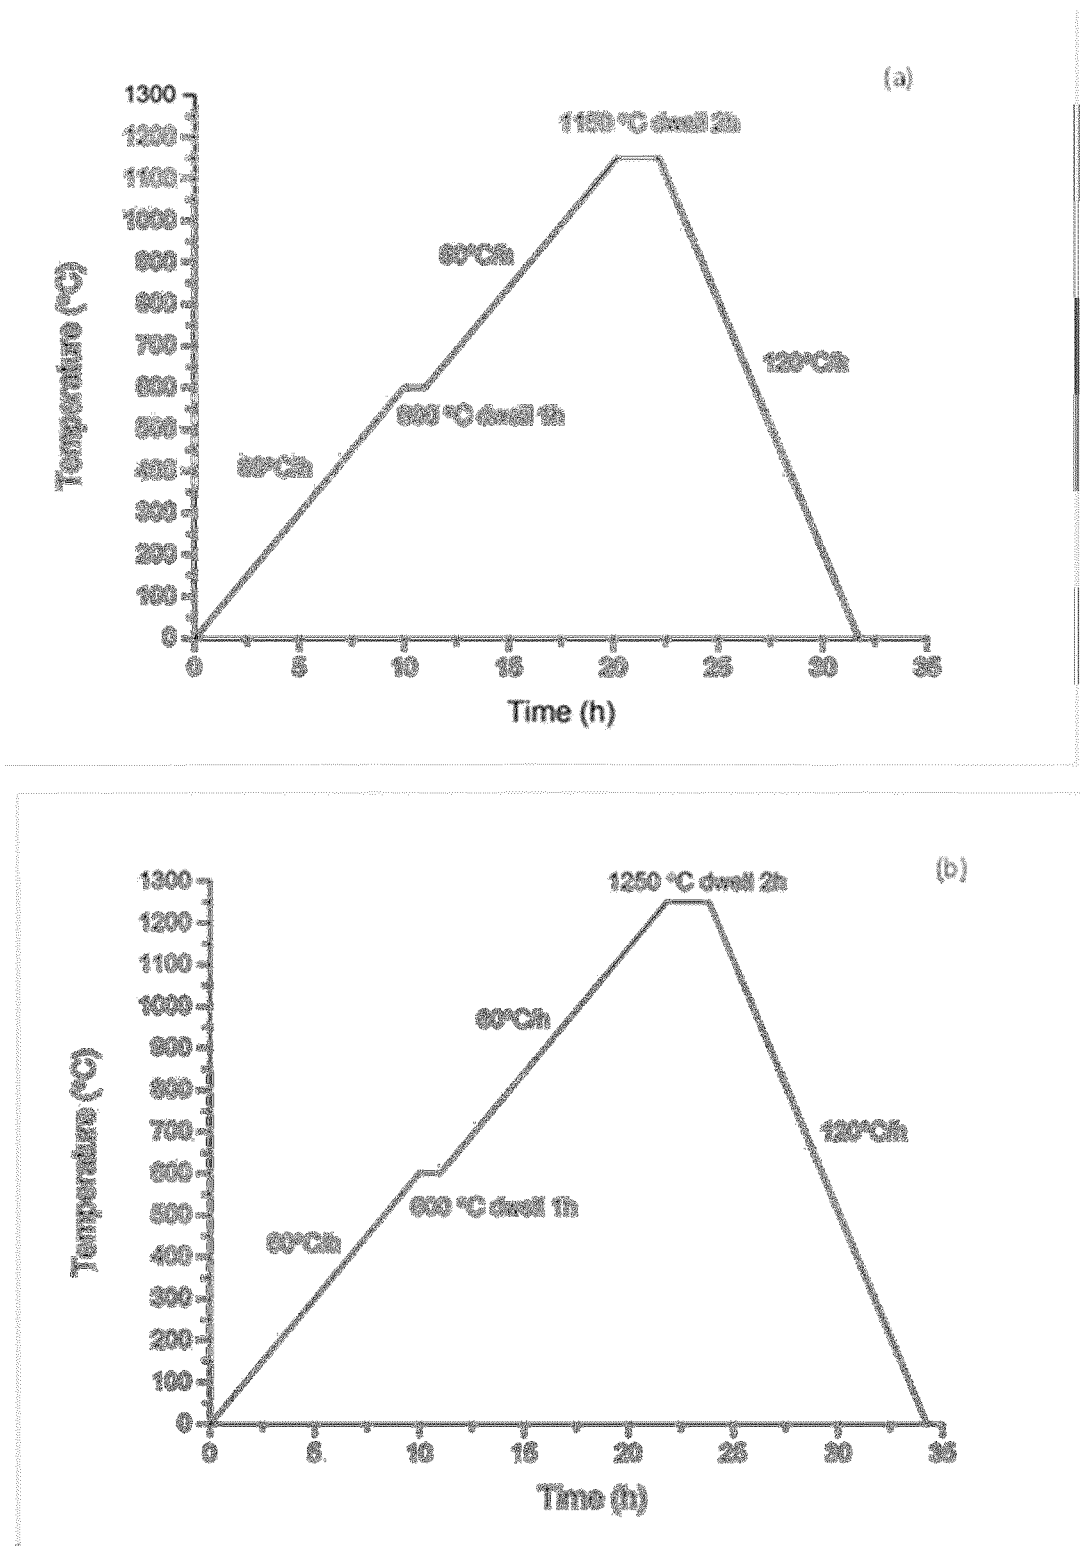 (a)
1300
1200
1100
1000
900
800
700
600
500
400
300
200
100
0
1150 °C dwell 2h
60°C/h
120°C/h
600 °C dwell 1h
60°C/h
Temperature (°C)
0 5 10 15 20 25 30 35
Time (h)
(b)
1300
1200
1100
1000
900
800
700
600
500
400
300
200
100
0
1250 °C dwell 2h
60°C/h
120°C/h
600 °C dwell 1h
60°C/h
Temperature (°C)
0 5 10 15 20 25 30 35
Time (h)